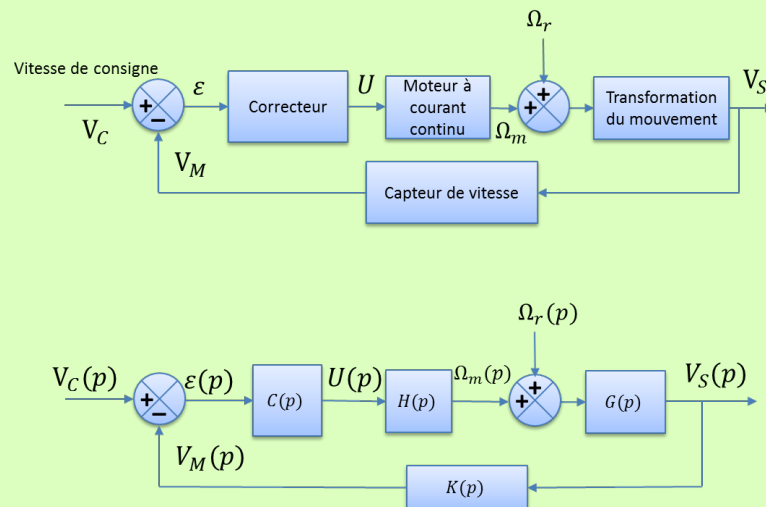 Ω_r
Vitesse de consigne
ε
U
V_S
Correcteur
Moteur à
courant
continu
Transformation
du mouvement
+
+
+
−
V_C
Ω_m
V_M
Capteur de vitesse
Ω_r(p)
V_C(p)
ε(p)
U(p)
Ω_m(p)
V_S(p)
C(p)
H(p)
G(p)
+
+
+
−
V_M(p)
K(p)